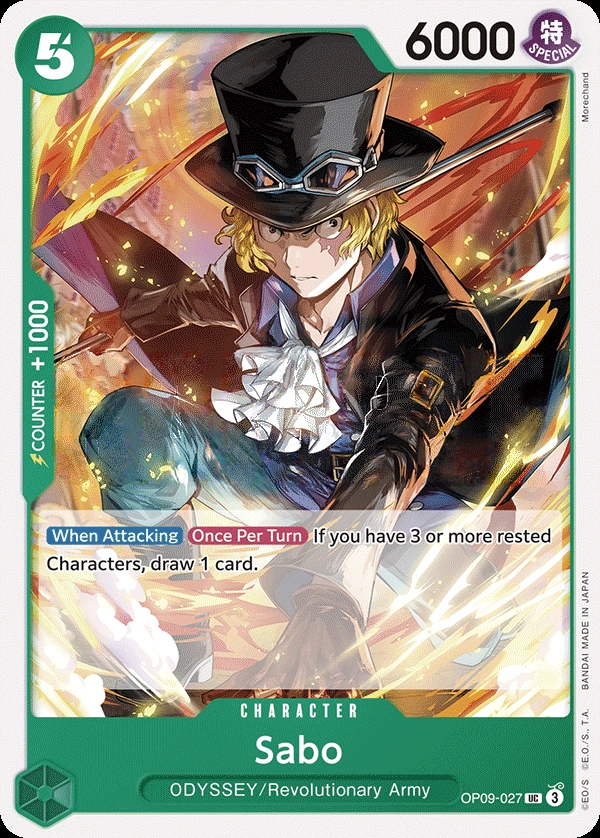 5
6000
特
SPECIAL
Morechand
COUNTER +1000
When Attacking Once Per Turn If you have 3 or more rested
Characters, draw 1 card.
©E/S ©E.O./S., T.A. BANDAI MADE IN JAPAN
CHARACTER
Sabo
ODYSSEY/Revolutionary Army
OP09-027 UC 3